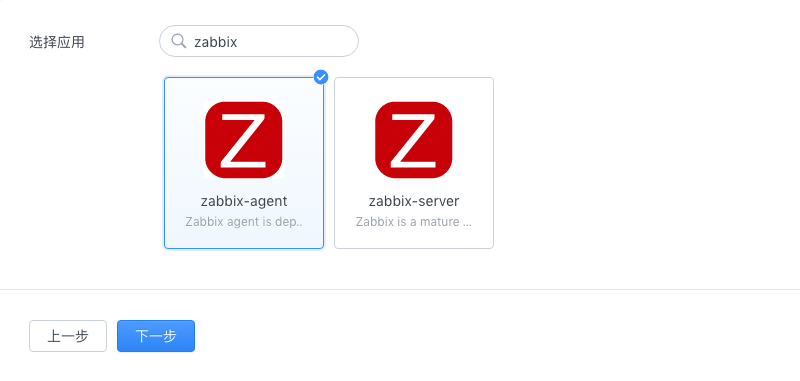 选择应用
zabbix
Z
Z
zabbix-agent
zabbix-server
Zabbix agent is dep..
Zabbix is a mature ...
上一步
下一步